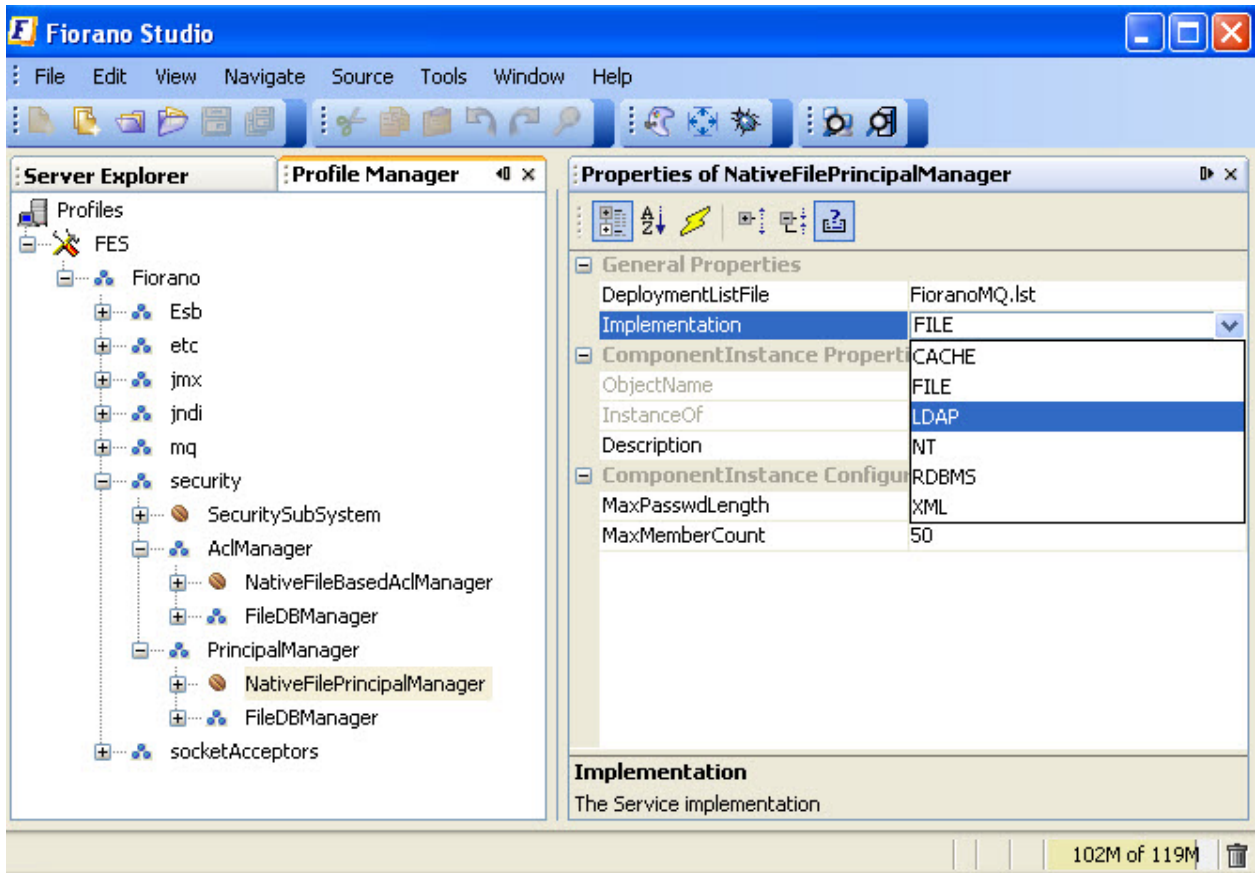 Fiorano Studio
File Edit View Navigate Source Tools Window Help
Server Explorer
Profile Manager
Profiles
FES
Fiorano
Esb
etc
jmx
jndi
mq
security
SecuritySubSystem
AclManager
NativeFileBasedAclManager
FileDBManager
PrincipalManager
NativeFilePrincipalManager
FileDBManager
socketAcceptors
Properties of NativeFilePrincipalManager
General Properties
DeploymentListFile FioranoMQ.lst
Implementation FILE
ComponentInstance Properti
ObjectName
InstanceOf
Description
ComponentInstance Configur
MaxPasswdLength
MaxMemberCount 50
CACHE
FILE
LDAP
NT
RDBMS
XML
Implementation
The Service implementation
102M of 119M